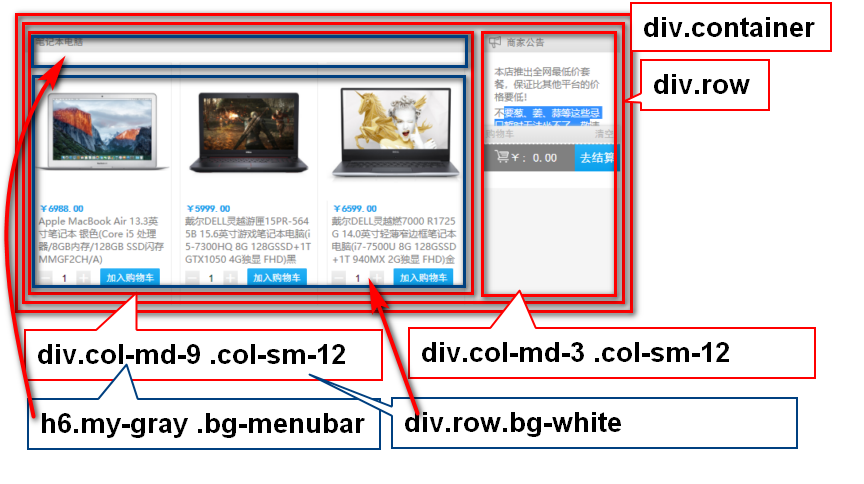 div.container
笔记本电脑
商家公告
div.row
本店推出全网最低价套
餐，保证比其他平台的价
格要低!
不要葱、姜、蒜等这些忌
购物车 清空
¥：0.00 去结算
¥6988.00 ¥5999.00 ¥6599.00
Apple MacBook Air 13.3英
寸笔记本 银色(Core i5 处理
器/8GB内存/128GB SSD闪存
MMGF2CH/A)
戴尔DELL灵越游匣15PR-564
5B 15.6英寸游戏笔记本电脑(i
5-7300HQ 8G 128GSSD+1T
GTX1050 4G独显 FHD)黑
戴尔DELL灵越燃7000 R1725
G 14.0英寸轻薄窄边框笔记本
电脑(i7-7500U 8G 128GSSD
+1T 940MX 2G独显 FHD)金
1 加入购物车 1 加入购物车 1 加入购物车
div.col-md-9 .col-sm-12
div.col-md-3 .col-sm-12
h6.my-gray .bg-menubar
div.row.bg-white